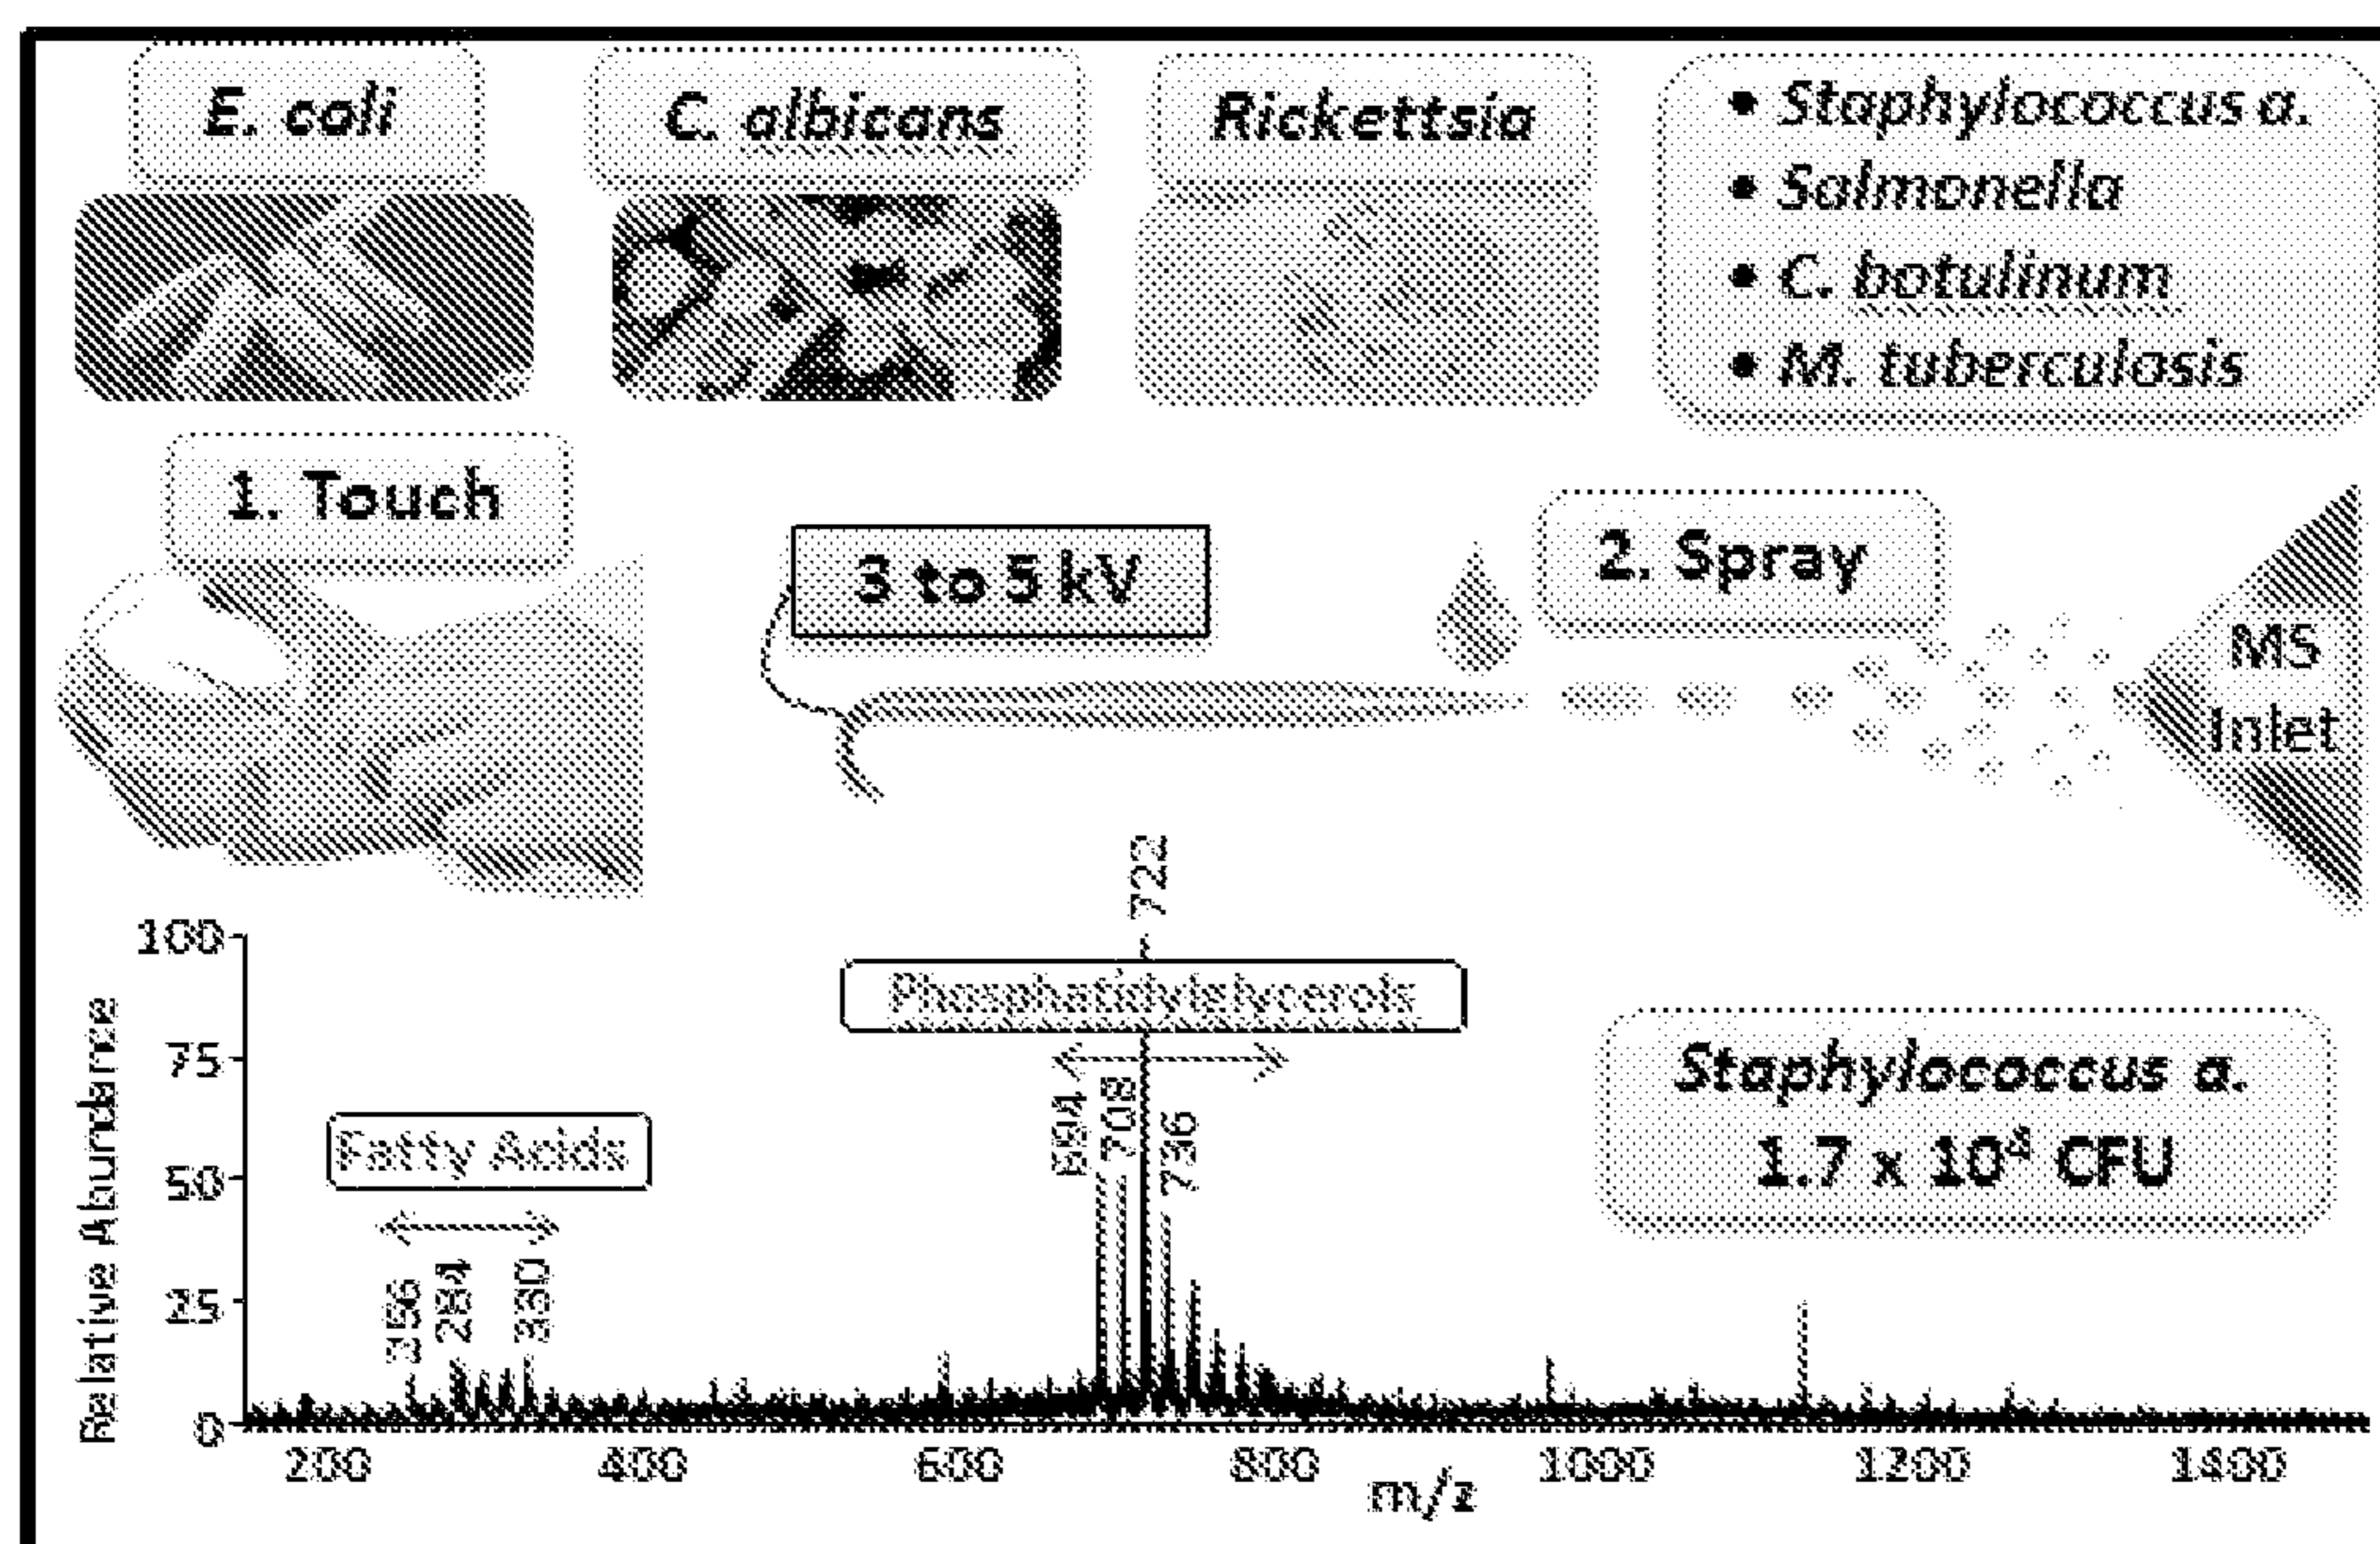 E. coli
C. albicans
Rickettsia
• Staphylococcus a.
• Salmonella
• C. botulinum
• M. tuberculosis
1. Touch
3 to 5 kV
2. Spray
MS
Inlet
722
100
Phosphatidylglycerols
75
694
708
736
Staphylococcus a.
Fatty Acids
50
1.7 x 10 CFU
284
330
25
Relative Abundance
0
200
400
600
800
1000
1200
1400
m/z